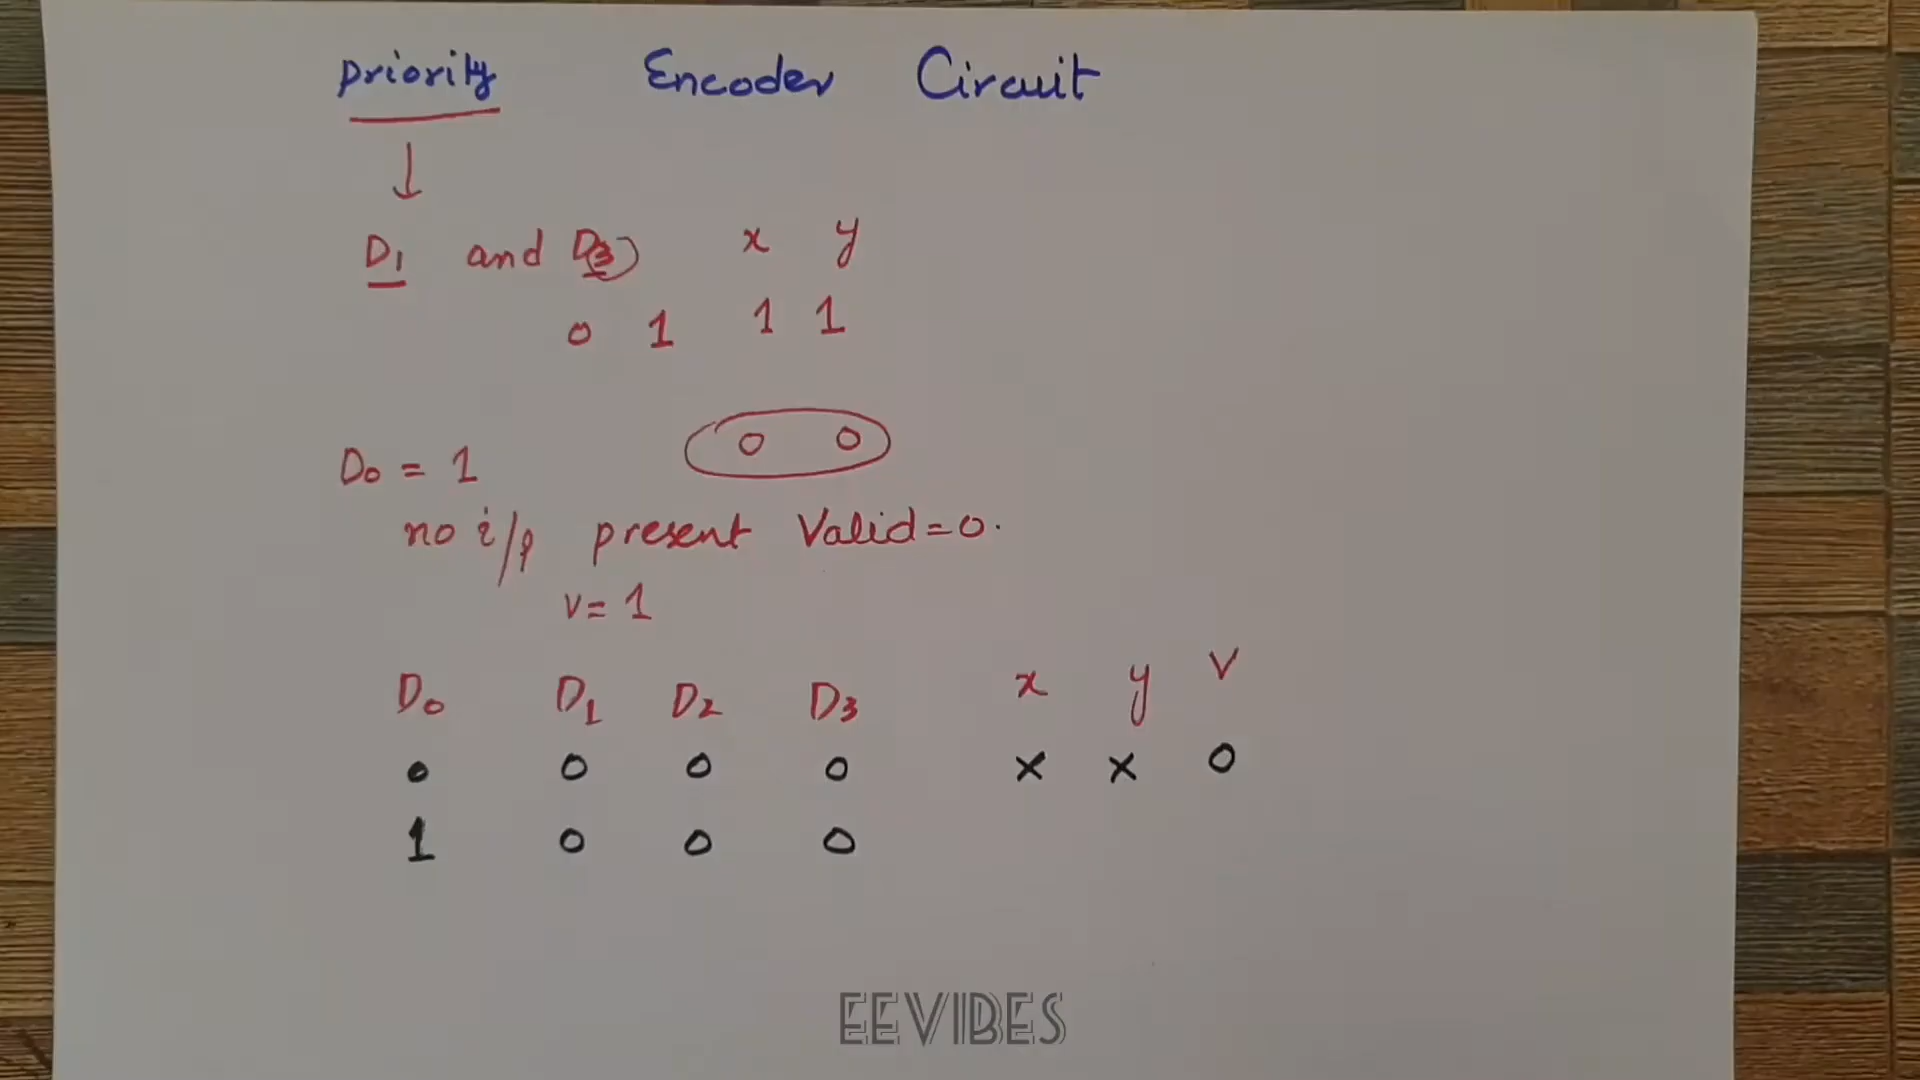 priority Encoder Circuit
↓
D1 and D3 x y
0 1 1 1
0 0
D0 = 1
no i/p present Valid=0.
v= 1
D0 D1 D2 D3 x y V
0 0 0 0 x x 0
1 0 0 0
EEVIBES